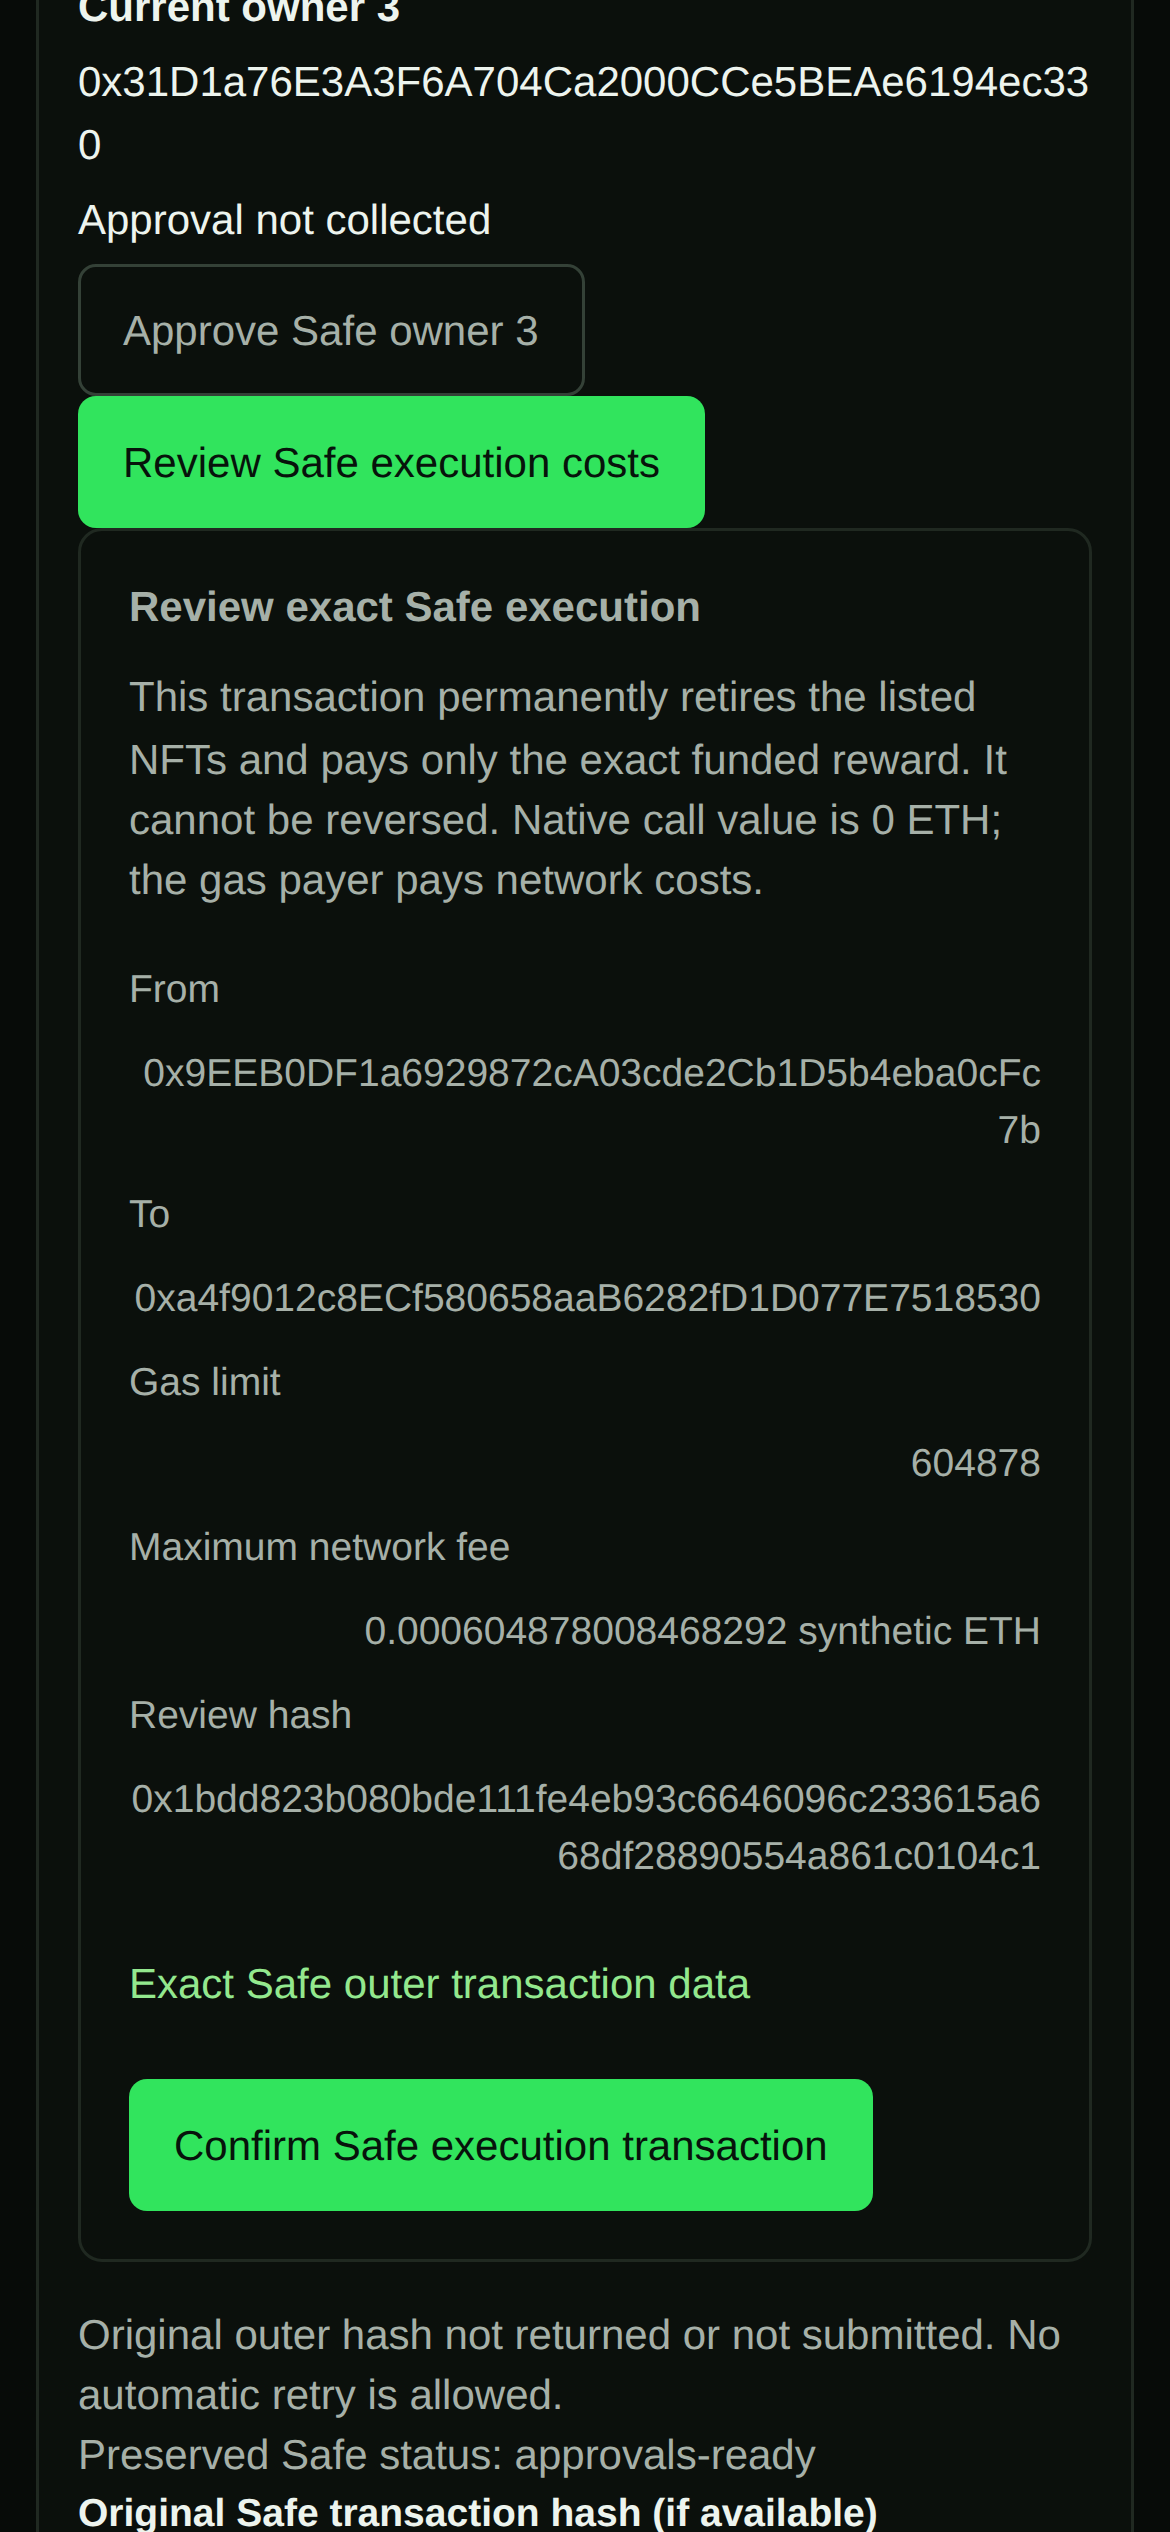 Current owner 3
0x31D1a76E3A3F6A704Ca2000CCe5BEAe6194ec33
0
Approval not collected
Approve Safe owner 3
Review Safe execution costs
Review exact Safe execution
This transaction permanently retires the listed
NFTs and pays only the exact funded reward. It
cannot be reversed. Native call value is 0 ETH;
the gas payer pays network costs.
From
0x9EEB0DF1a6929872cA03cde2Cb1D5b4eba0cFc
7b
To
0xa4f9012c8ECf580658aaB6282fD1D077E7518530
Gas limit
604878
Maximum network fee
0.000604878008468292 synthetic ETH
Review hash
0x1bdd823b080bde111fe4eb93c6646096c233615a6
68df28890554a861c0104c1
Exact Safe outer transaction data
Confirm Safe execution transaction
Original outer hash not returned or not submitted. No
automatic retry is allowed.
Preserved Safe status: approvals-ready
Original Safe transaction hash (if available)